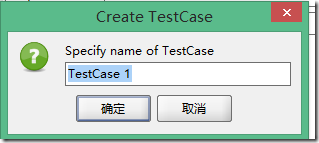 Create TestCase
Specify name of TestCase
TestCase 1
确定 取消